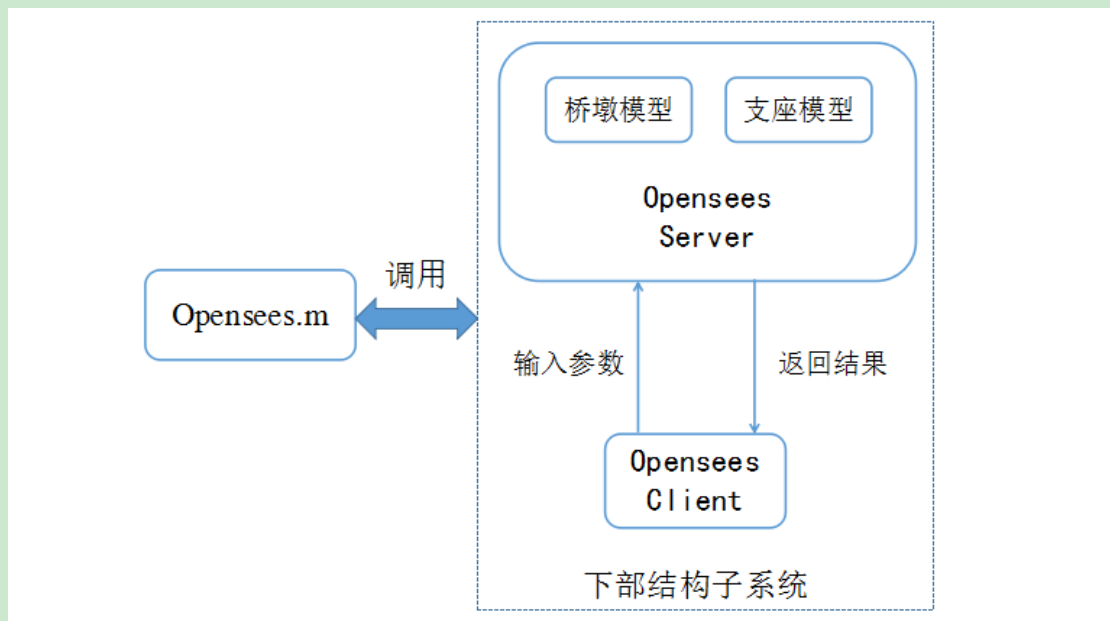 桥墩模型
支座模型
Opensees
Server
调用
Opensees.m
输入参数
返回结果
Opensees
Client
下部结构子系统